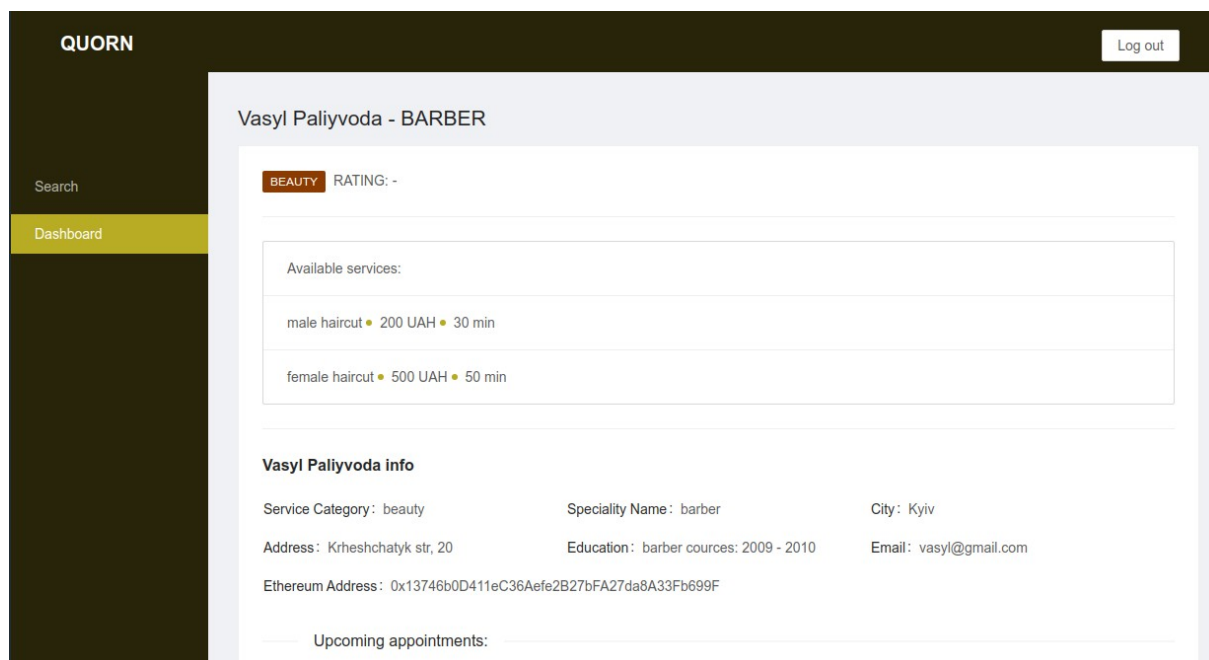 QUORN
Log out
Vasyl Paliyvoda - BARBER
Search
BEAUTY RATING: -
Dashboard
Available services:
male haircut • 200 UAH • 30 min
female haircut • 500 UAH • 50 min
Vasyl Paliyvoda info
Service Category: beauty Speciality Name: barber City: Kyiv
Address: Krheshchatyk str, 20 Education: barber cources: 2009 - 2010 Email: vasyl@gmail.com
Ethereum Address: 0x13746b0D411eC36Aefe2B27bFA27da8A33Fb699F
Upcoming appointments: